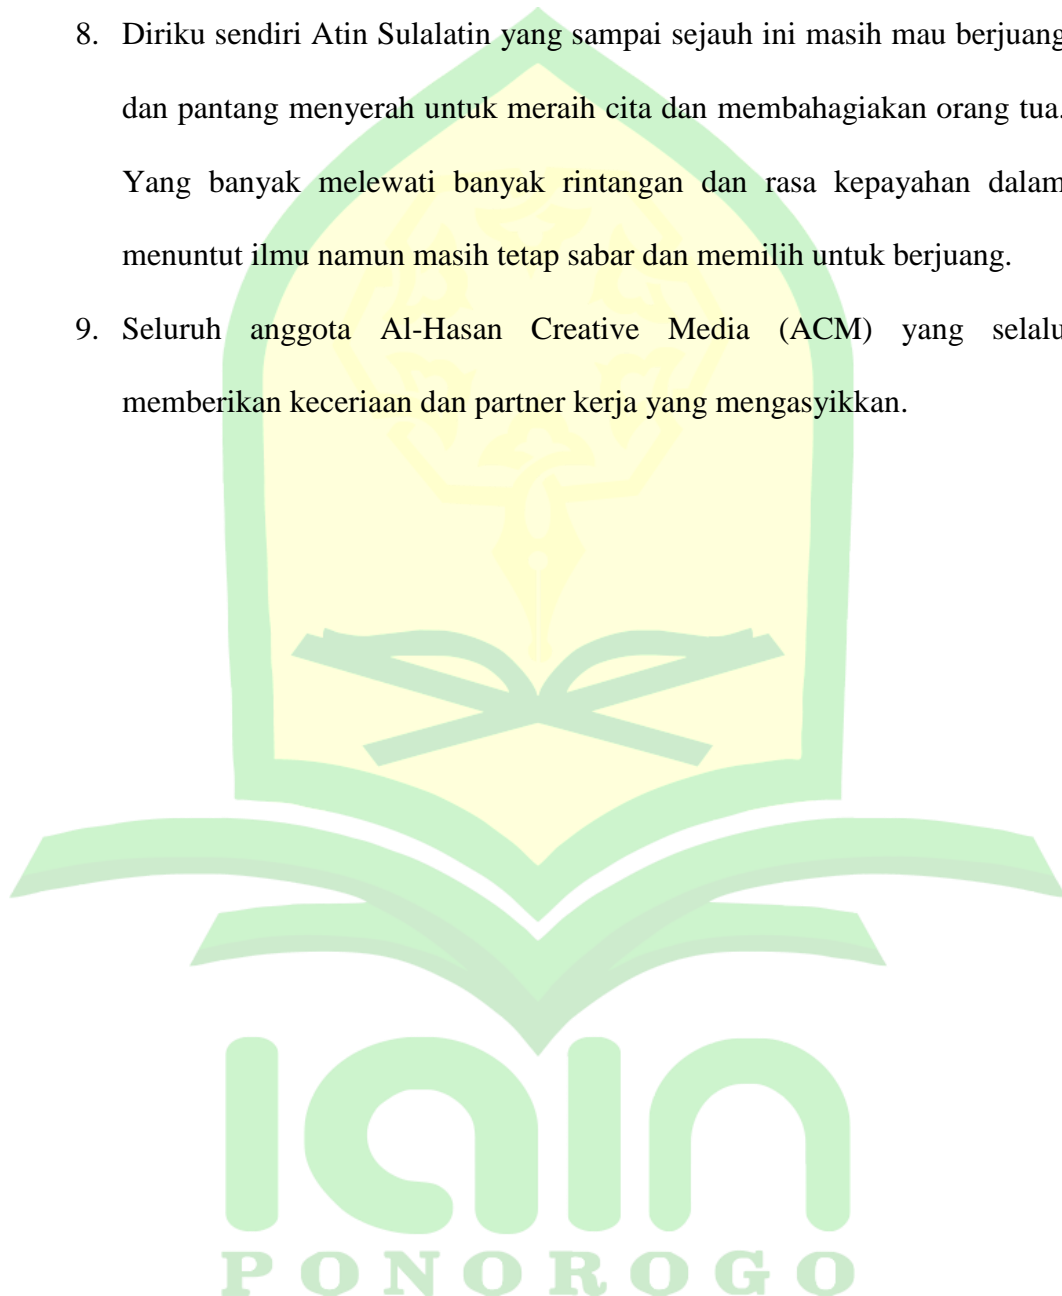 8. Diriku sendiri Atin Sulalatin yang sampai sejauh ini masih mau berjuang
dan pantang menyerah untuk meraih cita dan membahagiakan orang tua.
Yang banyak melewati banyak rintangan dan rasa kepayahan dalam
menuntut ilmu namun masih tetap sabar dan memilih untuk berjuang.
9. Seluruh anggota Al-Hasan Creative Media (ACM) yang selalu
memberikan keceriaan dan partner kerja yang mengasyikkan.
iain
PONOROGO